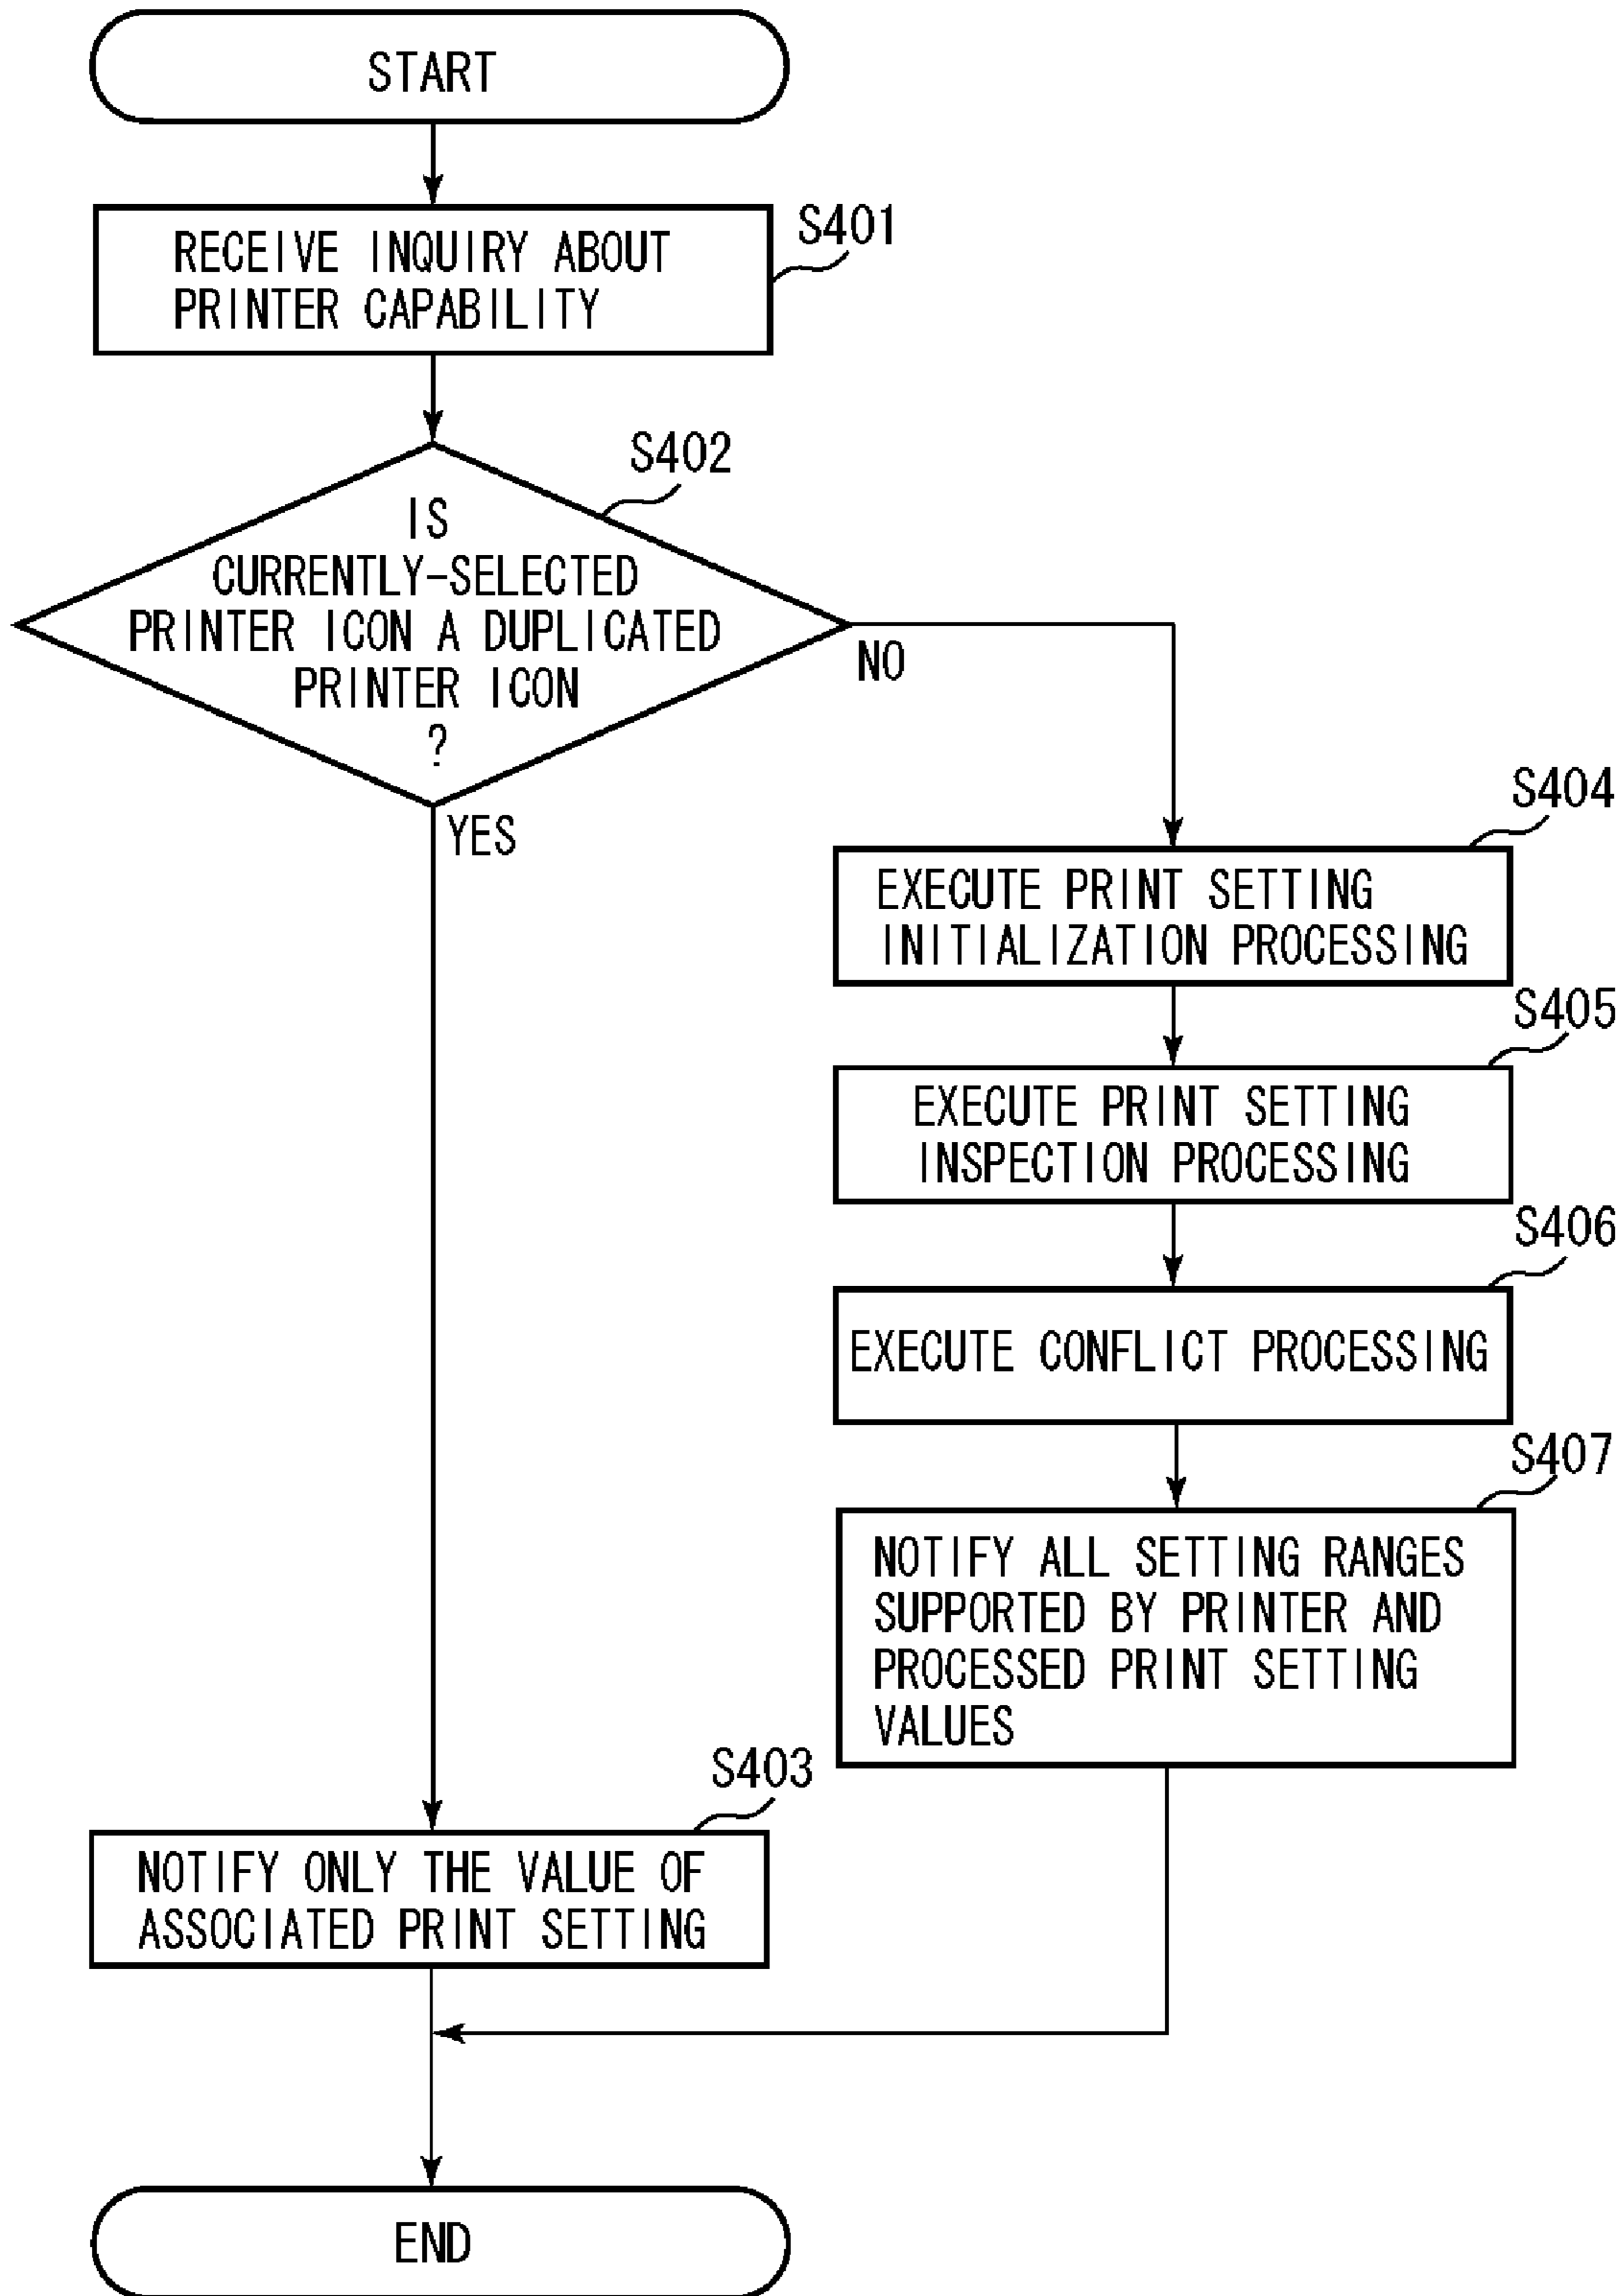 START
S401
RECEIVE INQUIRY ABOUT
PRINTER CAPABILITY
S402
IS
CURRENTLY-SELECTED
PRINTER ICON A DUPLICATED
PRINTER ICON
?
NO
YES
S404
EXECUTE PRINT SETTING
INITIALIZATION PROCESSING
S405
EXECUTE PRINT SETTING
INSPECTION PROCESSING
S406
EXECUTE CONFLICT PROCESSING
S407
NOTIFY ALL SETTING RANGES
SUPPORTED BY PRINTER AND
PROCESSED PRINT SETTING
VALUES
S403
NOTIFY ONLY THE VALUE OF
ASSOCIATED PRINT SETTING
END